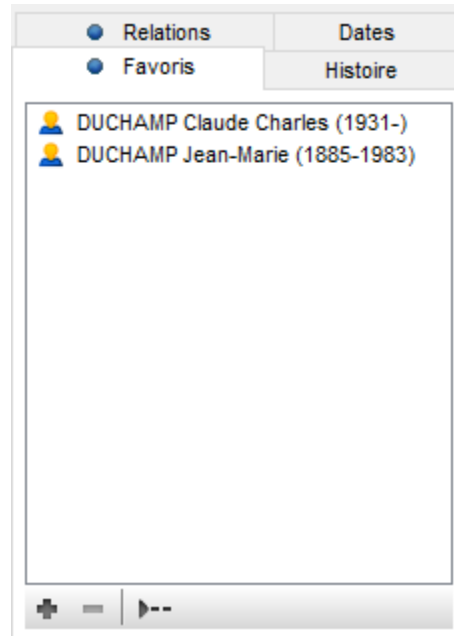 Relations Dates
Favoris Histoire
DUCHAMP Claude Charles (1931-)
DUCHAMP Jean-Marie (1885-1983)